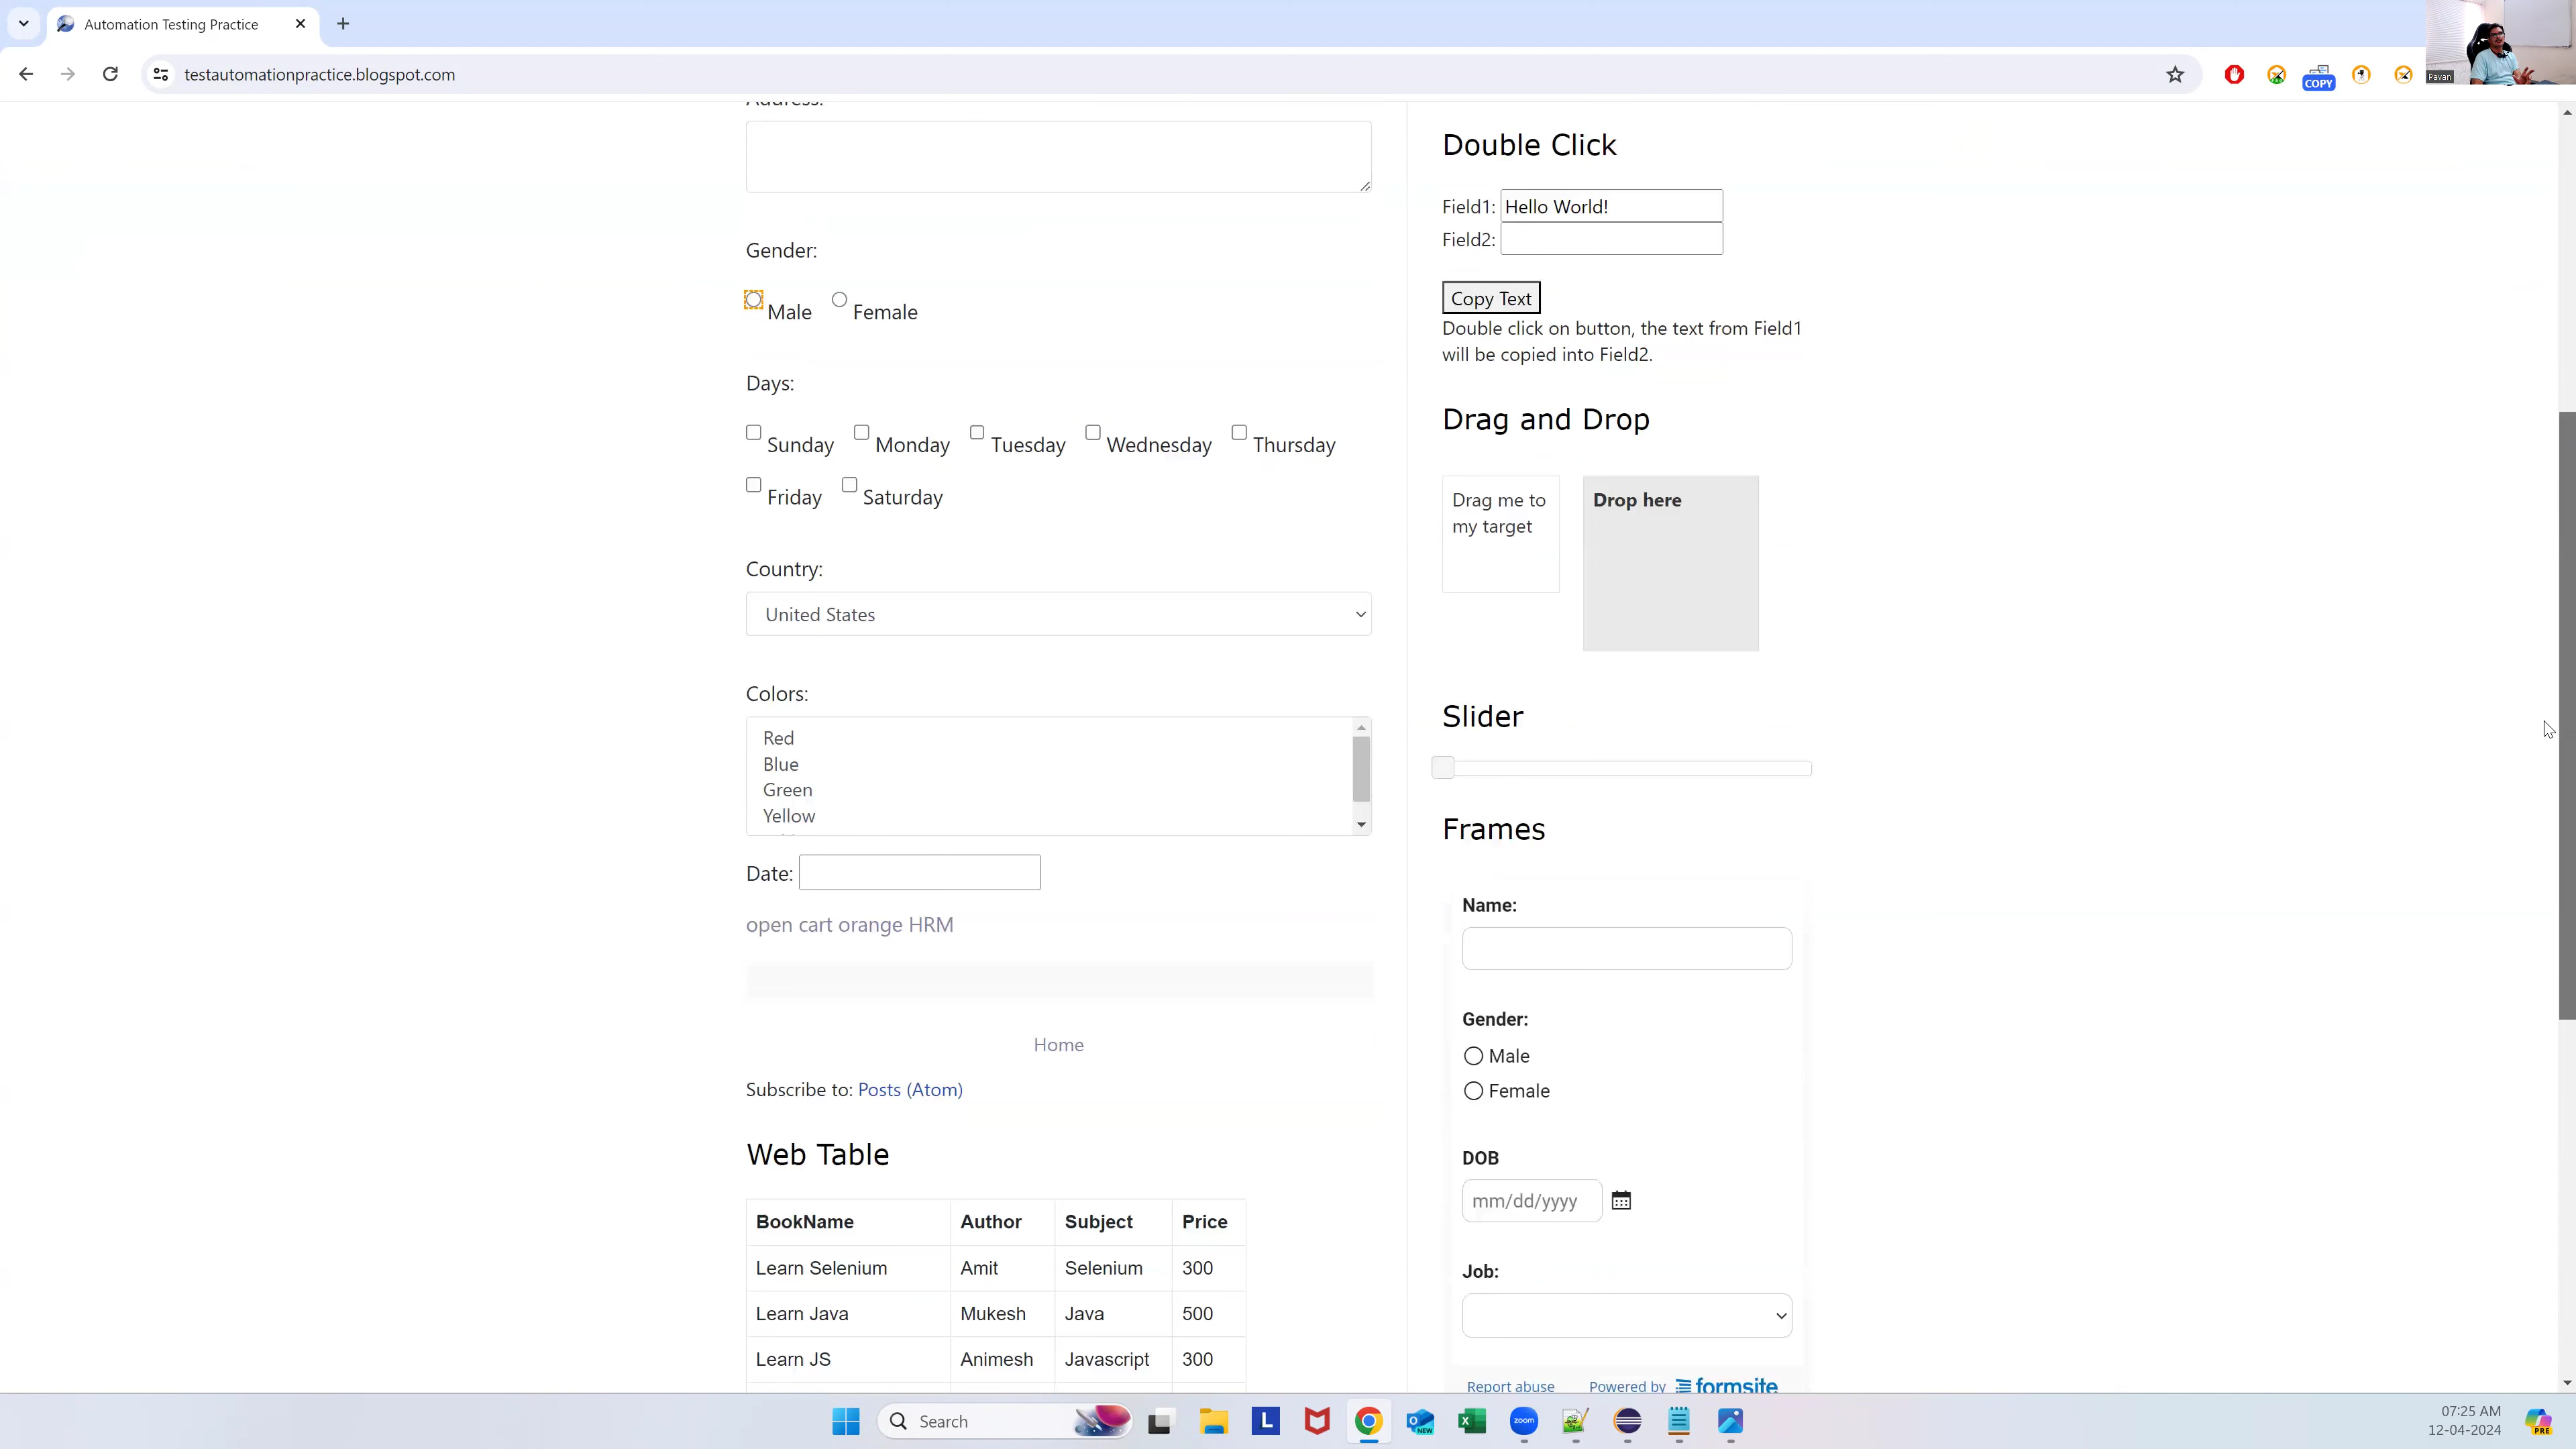 Automation Testing Practice
testautomationpractice.blogspot.com
COPY
Pavan
Address:
Gender:
Male Female
Days:
Sunday Monday Tuesday Wednesday Thursday
Friday Saturday
Country:
United States
Colors:
Red
Blue
Green
Yellow
Date:
open cart orange HRM
Home
Subscribe to: Posts (Atom)
Web Table
BookName Author Subject Price
Learn Selenium Amit Selenium 300
Learn Java Mukesh Java 500
Learn JS Animesh Javascript 300
Double Click
Field1: Hello World!
Field2:
Copy Text
Double click on button, the text from Field1
will be copied into Field2.
Drag and Drop
Drag me to
my target
Drop here
Slider
Frames
Name:
Gender:
Male
Female
DOB
mm/dd/yyyy
Job:
Report abuse Powered by formsite
Search
L
NEW
zoom
07:25 AM
12-04-2024
PRE